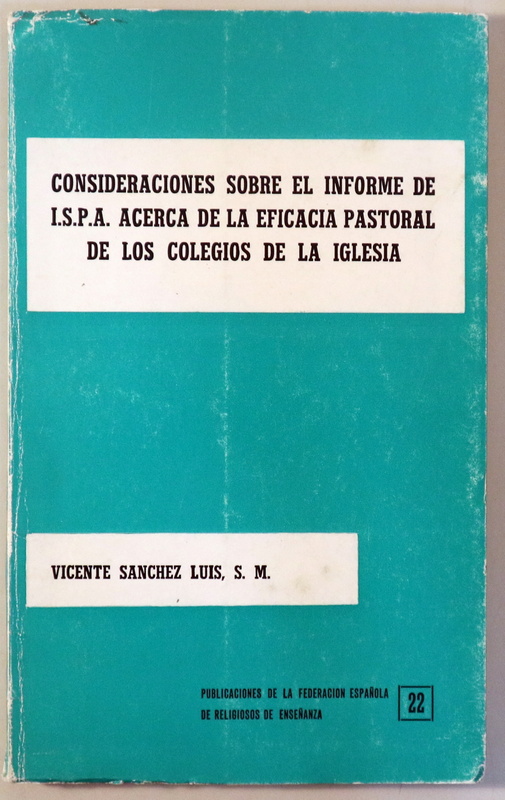 CONSIDERACIONES SOBRE EL INFORME DE
I.S.P.A. ACERCA DE LA EFICACIA PASTORAL
DE LOS COLEGIOS DE LA IGLESIA
VICENTE SANCHEZ LUIS, S. M.
PUBLICACIONES DE LA FEDERACION ESPAÑOLA
DE RELIGIOSOS DE ENSEÑANZA
22